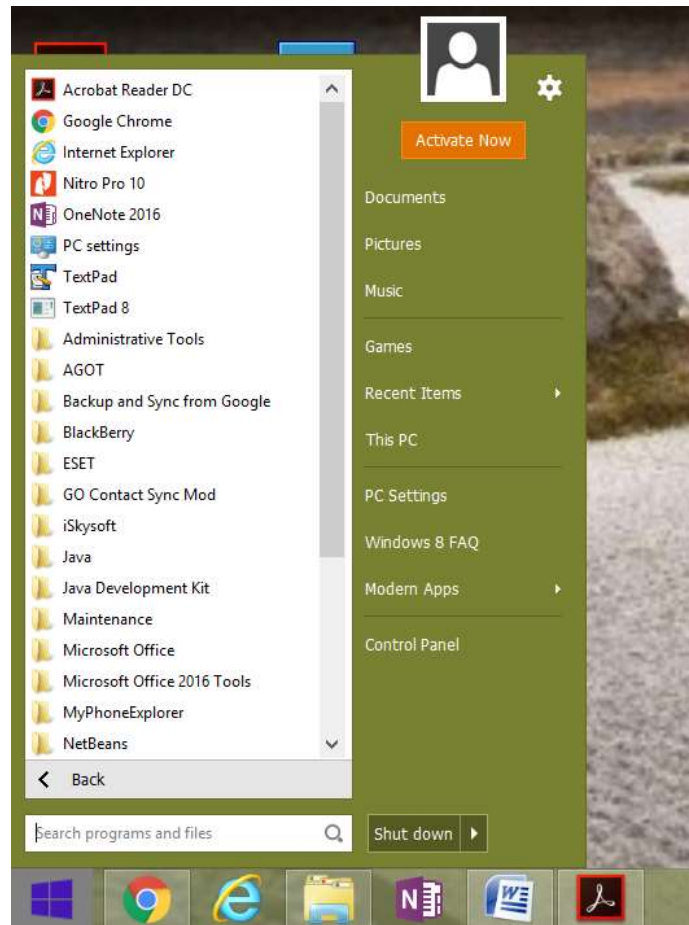 Acrobat Reader DC
Google Chrome
Internet Explorer
Nitro Pro 10
OneNote 2016
PC settings
TextPad
TextPad 8
Administrative Tools
AGOT
Backup and Sync from Google
BlackBerry
ESET
GO Contact Sync Mod
iSkysoft
Java
Java Development Kit
Maintenance
Microsoft Office
Microsoft Office 2016 Tools
MyPhoneExplorer
NetBeans
Back
Search programs and files
Activate Now
Documents
Pictures
Music
Games
Recent Items
This PC
PC Settings
Windows 8 FAQ
Modern Apps
Control Panel
Shut down